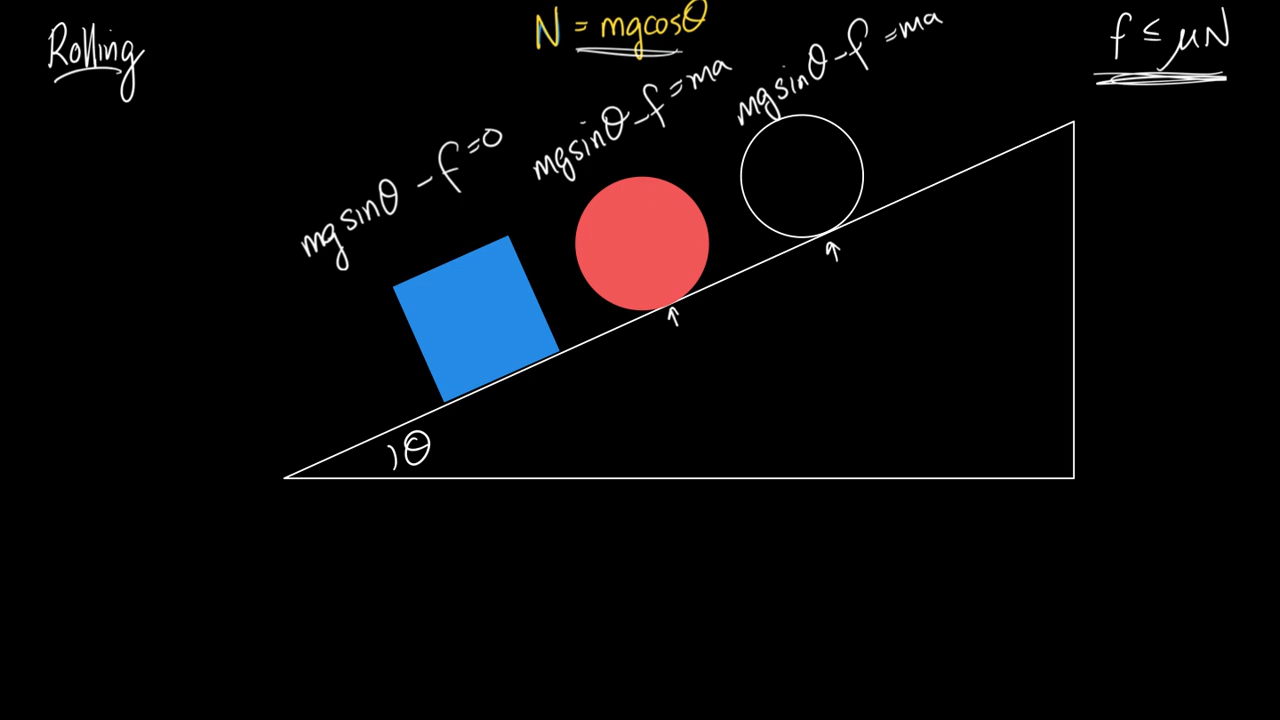 Rolling
N = mgcosθ
f ≤ μN
mgsinθ - f = 0
mgsinθ - f = ma
mgsinθ - f = ma
θ